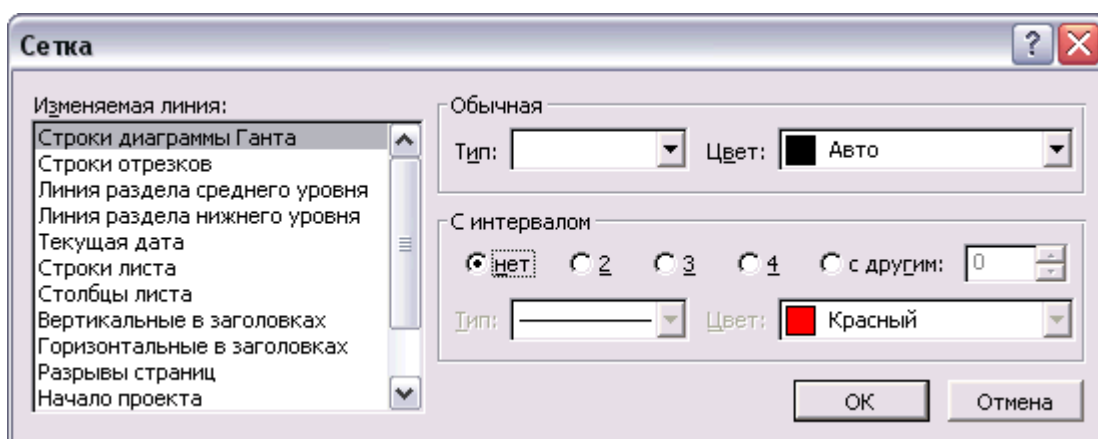 Сетка
Изменяемая линия:
Строки диаграммы Ганта
Строки отрезков
Линия раздела среднего уровня
Линия раздела нижнего уровня
Текущая дата
Строки листа
Столбцы листа
Вертикальные в заголовках
Горизонтальные в заголовках
Разрывы страниц
Начало проекта
Обычная
Тип:
Цвет: Авто
С интервалом
нет 2 3 4 с другим: 0
Тип:
Цвет: Красный
ОК Отмена